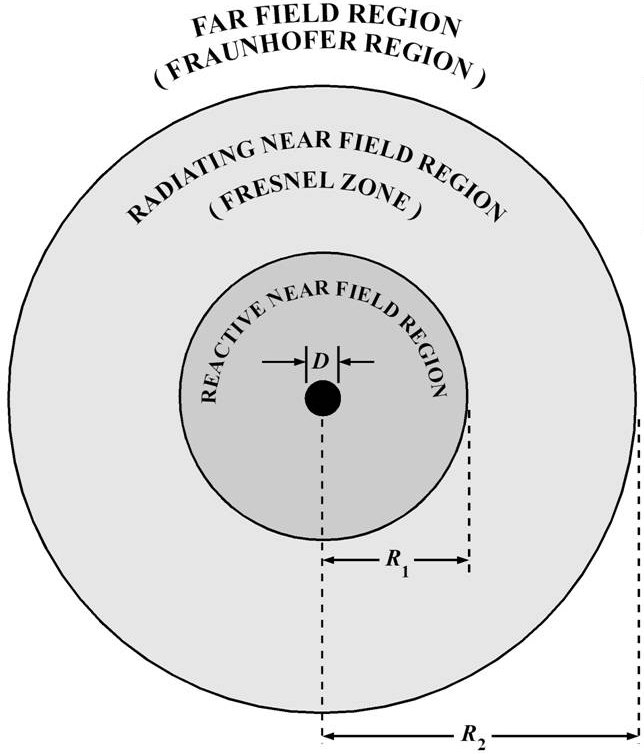 FAR FIELD REGION
(FRAUNHOFER REGION)
RADIATING NEAR FIELD REGION
(FRESNEL ZONE)
REACTIVE NEAR FIELD REGION
D
R1
R2